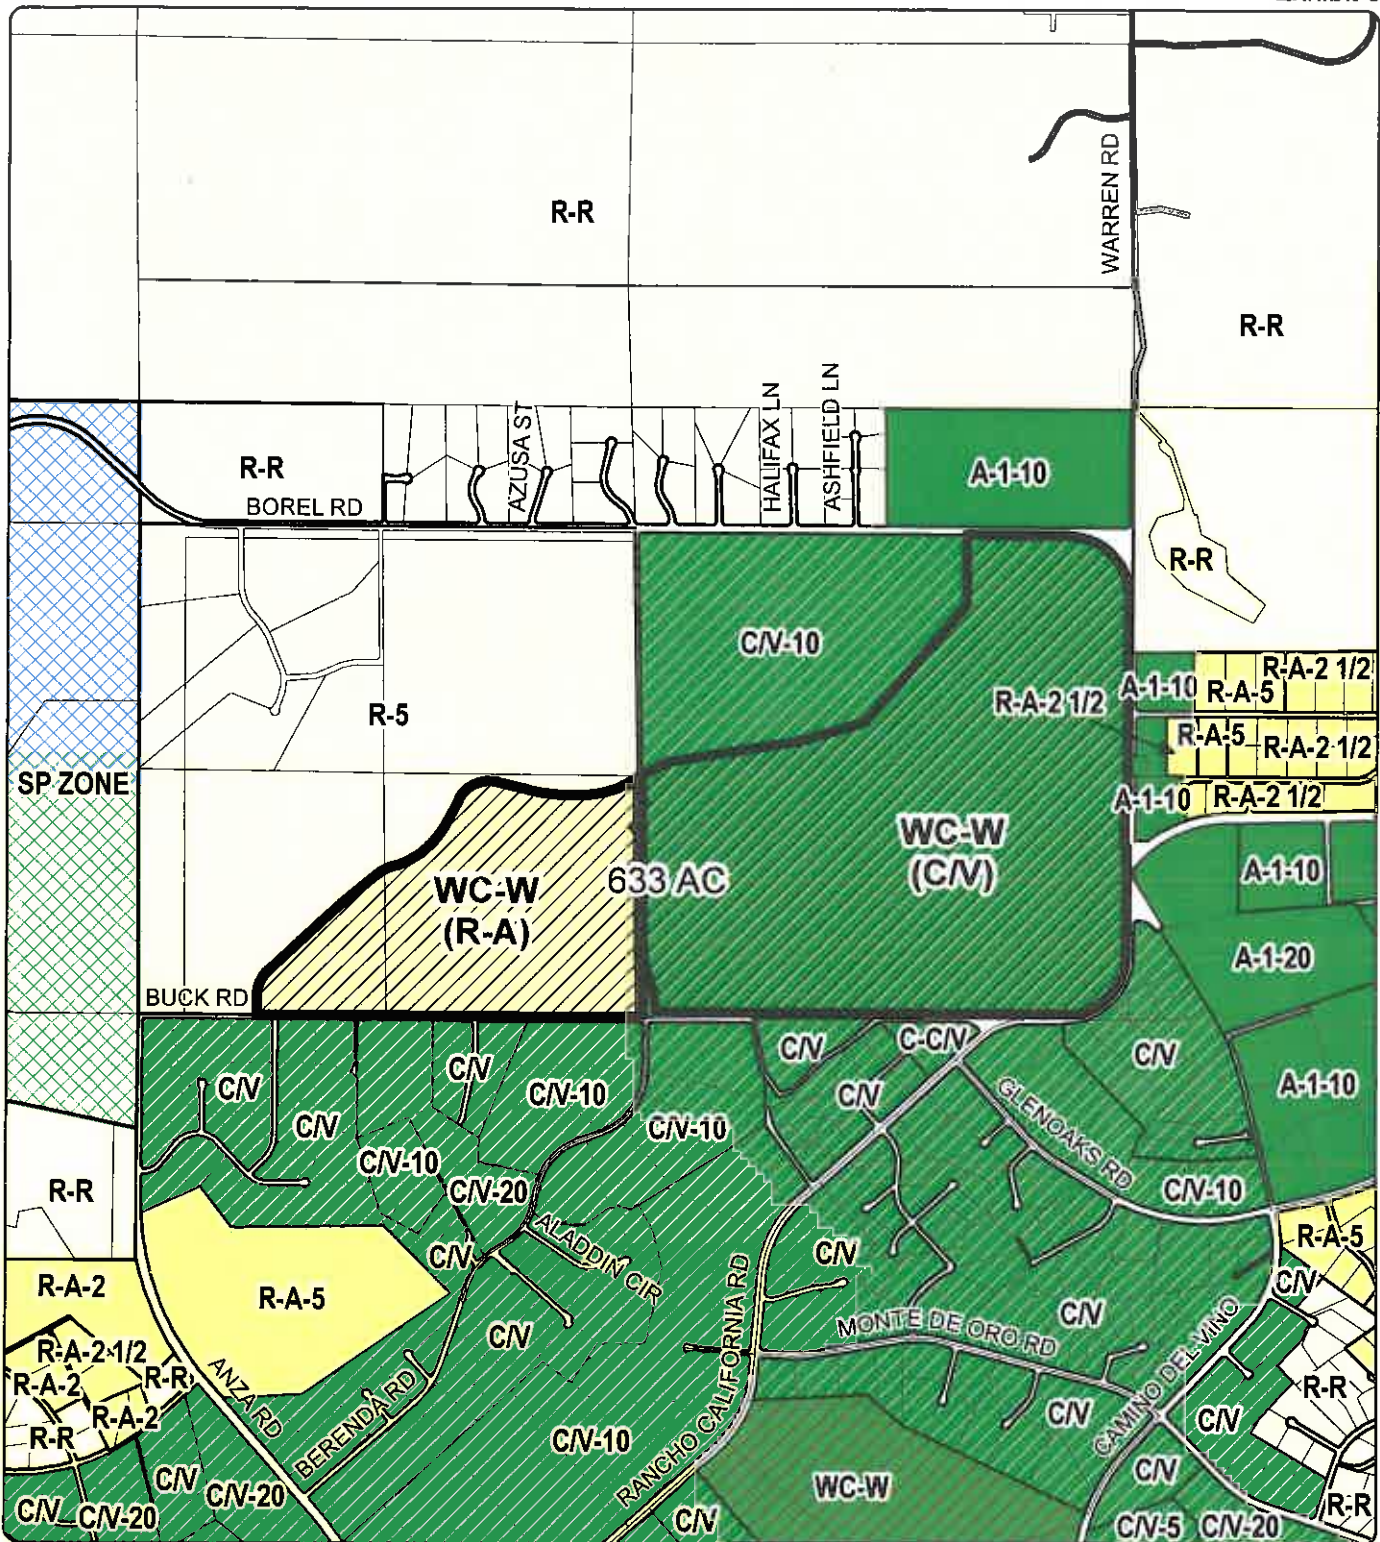 R-R
WARREN RD
R-R
R-R
BOREL RD
AZUSA ST
HALIFAX LN
ASHFIELD LN
A-1-10
R-R
C/V-10
R-5
R-A-2 1/2
A-1-10
R-A-5
R-A-2 1/2
R-A-5
R-A-2 1/2
A-1-10
R-A-2 1/2
SP ZONE
WC-W
(R-A)
633 AC
WC-W
(C/V)
A-1-10
A-1-20
BUCK RD
C/V
C/V
C/V
C/V-10
C/V-10
C/V
C-C/V
C/V
C/V
A-1-10
GLENOAKS RD
C/V-10
C/V-10
C/V-20
R-R
ALADDIN CIR
C/V
C/V
R-A-5
C/V
R-A-2
R-A-5
C/V
C/V
RANCHO CALIFORNIA RD
MONTE DE ORO RD
CAMINO DEL VINO
R-A-2 1/2
R-R
R-A-2
R-A-2
R-R
ANZA RD
BERENDA RD
C/V-10
C/V
C/V
R-R
C/V
C/V
C/V-20
C/V
C/V-20
WC-W
C/V
C/V-5
C/V-20
R-R